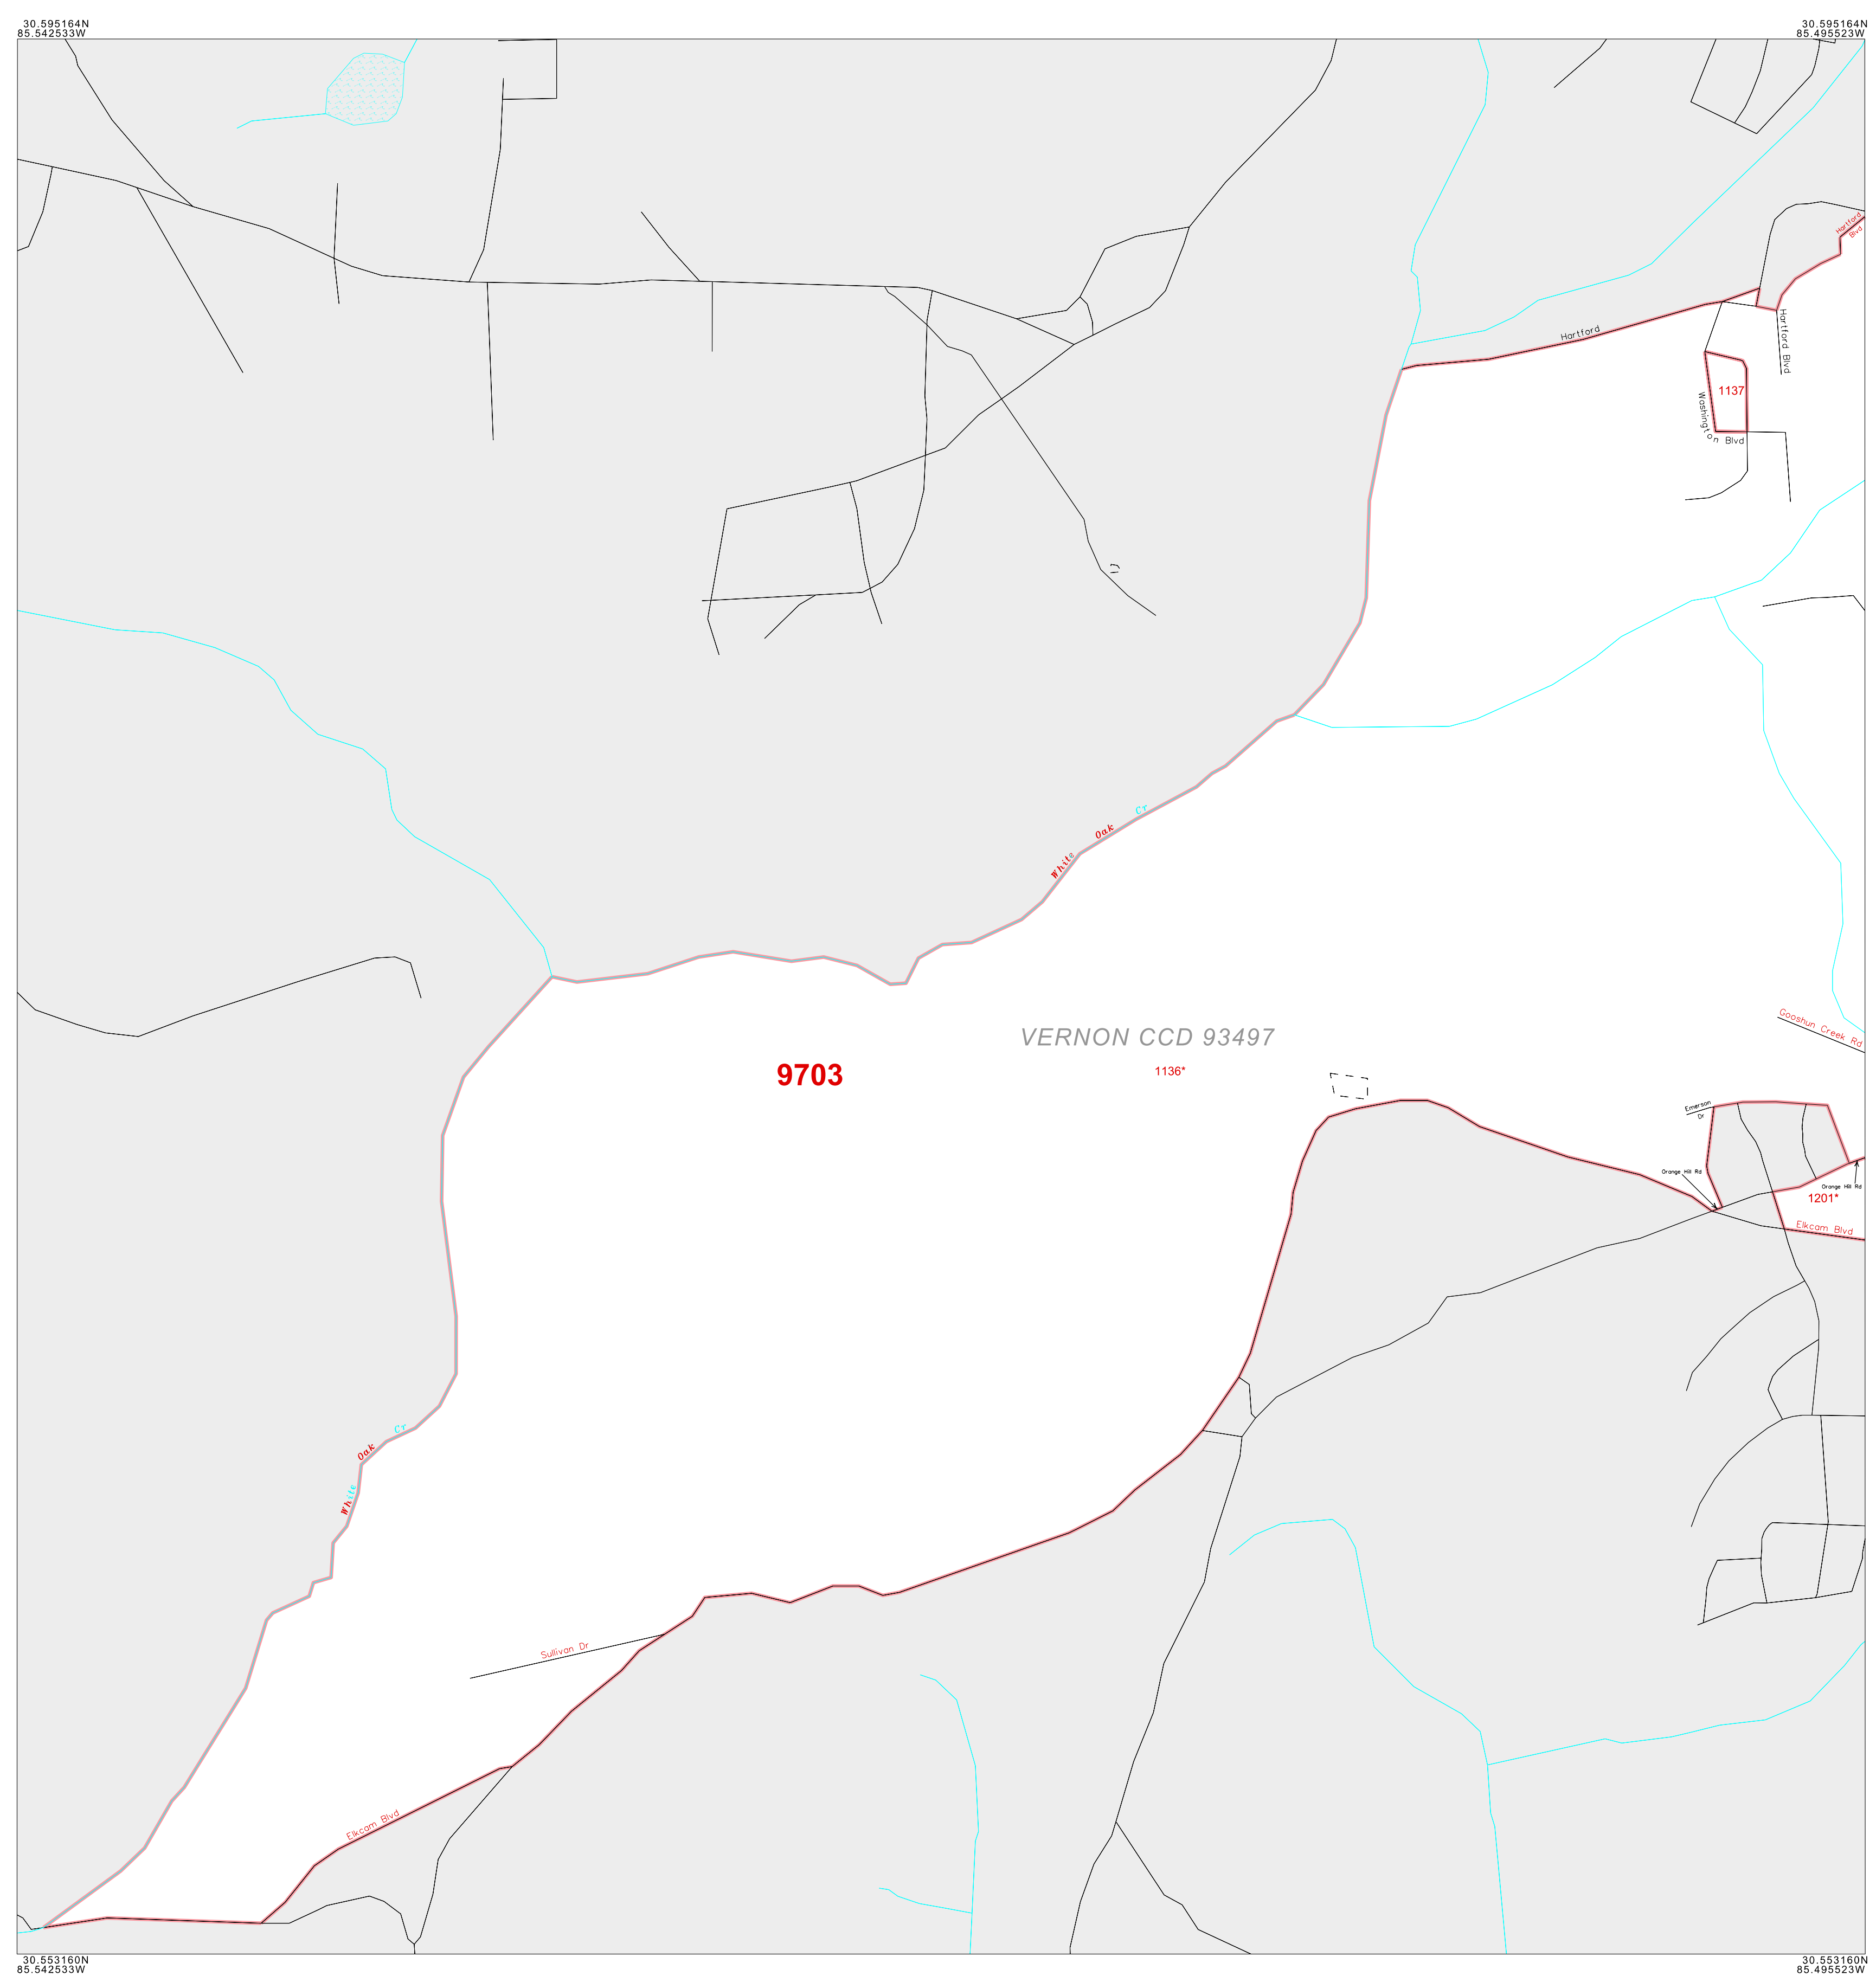 30.595164N
85.542533W
30.595164N
85.495523W
Hartford
Blvd
Hartford
Hartford Blvd
1137
Washington Blvd
White Oak Cr
VERNON CCD 93497
9703
1136*
Gooshun Creek Rd
Emerson
Dr
Orange Hill Rd
Orange Hill Rd
1201*
Elkcam Blvd
White Oak Cr
Sullivan Dr
Elkcam Blvd
30.553160N
85.542533W
30.553160N
85.495523W